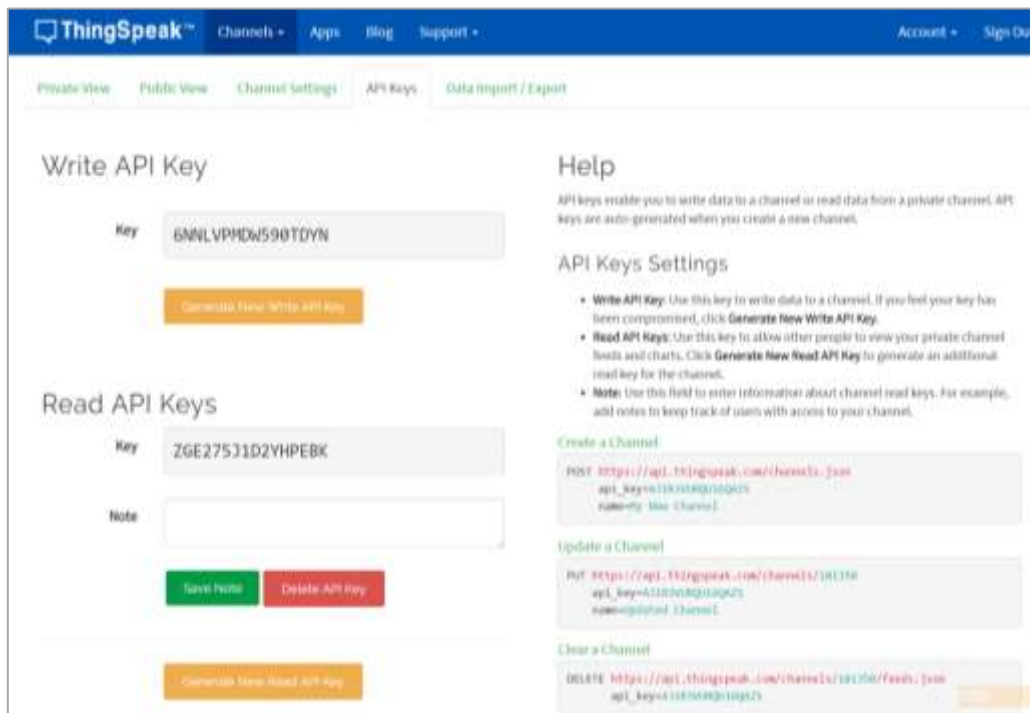 ThingSpeak™ Channels Apps Blog Support Account Sign Out
Private View Public View Channel Settings API Keys Data Import / Export
Write API Key
Key 6NNLVPMDW590TDYN
Generate New Write API Key
Read API Keys
Key ZGE275J1D2YHPEBK
Note
Save Note Delete API Key
Generate New Read API Key
Help
API keys enable you to write data to a channel or read data from a private channel. API
keys are auto-generated when you create a new channel.
API Keys Settings
• Write API Key: Use this key to write data to a channel. If you feel your key has
been compromised, click Generate New Write API Key.
• Read API Keys: Use this key to allow other people to view your private channel
feeds and charts. Click Generate New Read API Key to generate an additional
read key for the channel.
• Note: Use this field to enter information about channel read keys. For example,
add notes to keep track of users with access to your channel.
Create a Channel
POST https://api.thingspeak.com/channels.json
api_key=
name=My New Channel
Update a Channel
PUT https://api.thingspeak.com/channels/101350
api_key=
name=Updated Channel
Clear a Channel
DELETE https://api.thingspeak.com/channels/101350/feeds.json
api_key=